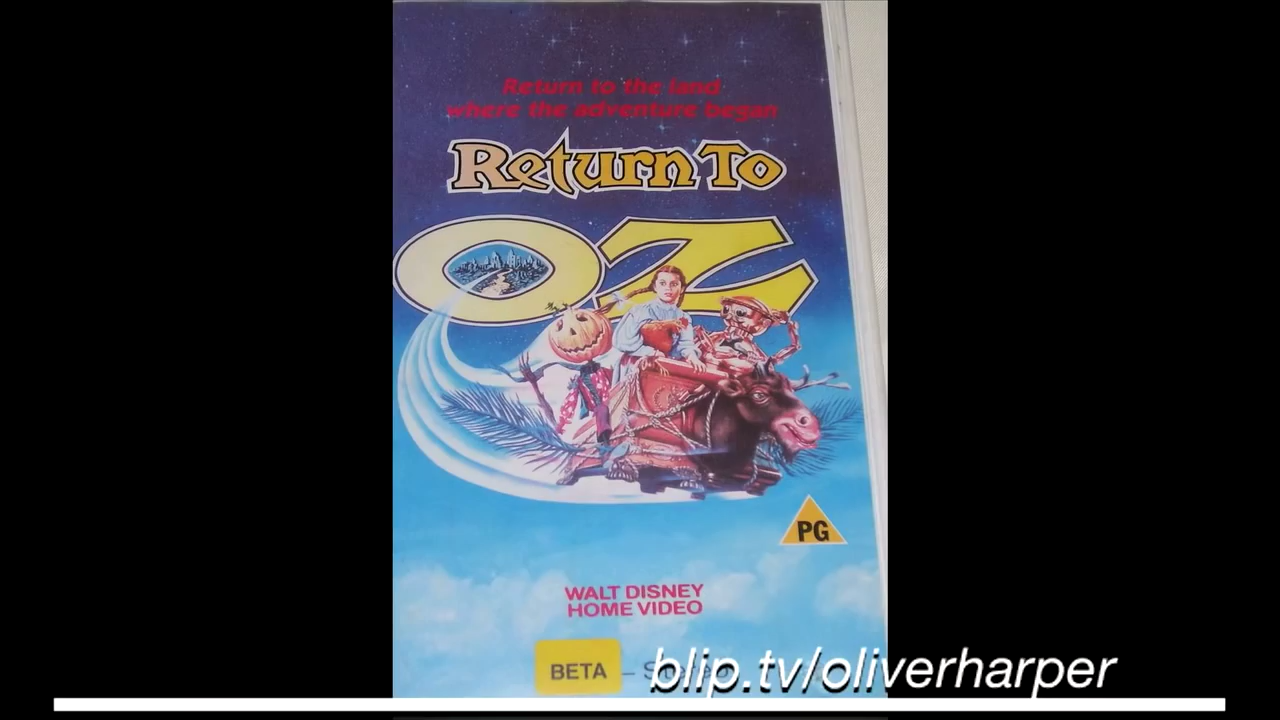 Return to the land
where the adventure began
Return To
OZ
PG
WALT DISNEY
HOME VIDEO
BETA – Stereo
blip.tv/oliverharper